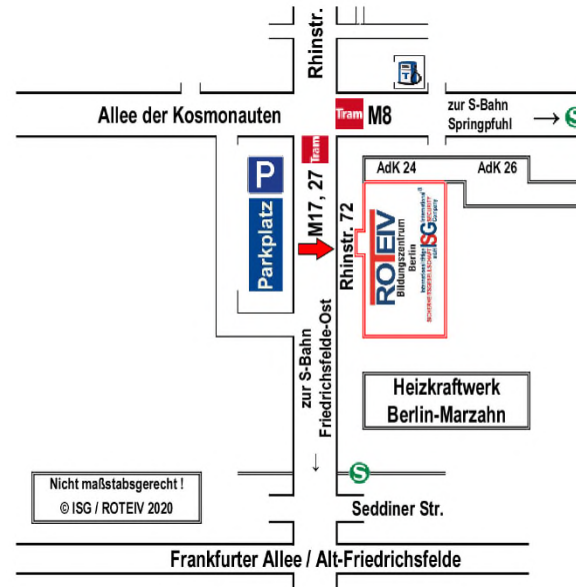 Rhinstr.
Allee der Kosmonauten
Tram M8
zur S-Bahn
Springpfuhl → S
Tram
M17, 27
P
Parkplatz
Rhinstr. 72
AdK 24
AdK 26
ROTEIV
Bildungszentrum
Berlin
ISG
zur S-Bahn
Friedrichsfelde-Ost
←
Heizkraftwerk
Berlin-Marzahn
S
Nicht maßstabsgerecht !
© ISG / ROTEIV 2020
Seddiner Str.
Frankfurter Allee / Alt-Friedrichsfelde